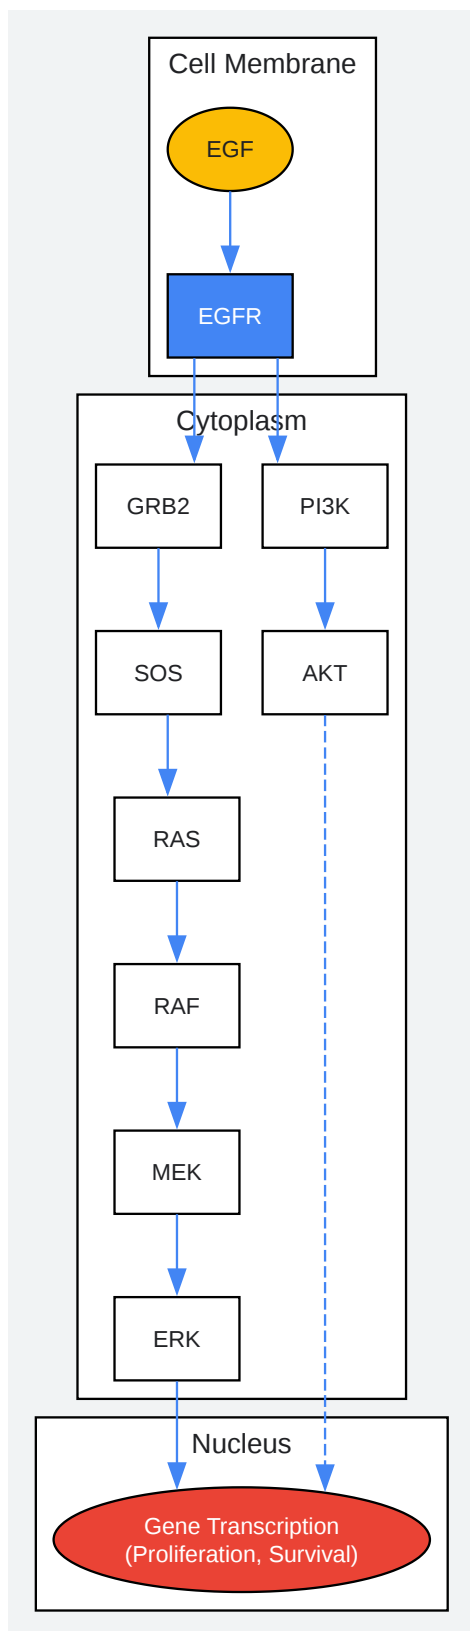 Cell Membrane
EGF
EGFR
Cytoplasm
GRB2
PI3K
SOS
AKT
RAS
RAF
MEK
ERK
Nucleus
Gene Transcription
(Proliferation, Survival)